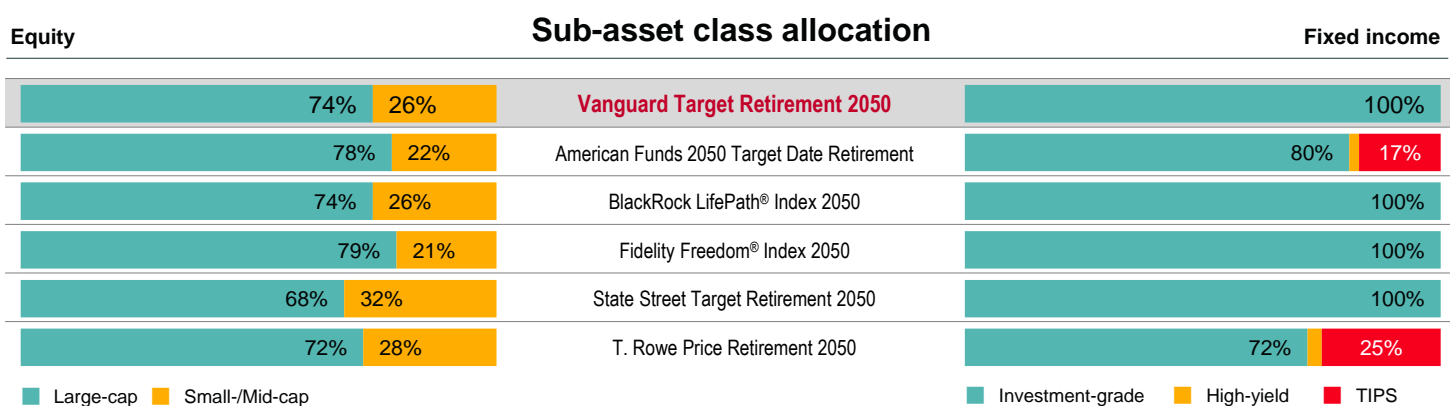 Equity Sub-asset class allocation Fixed income
74% 26% Vanguard Target Retirement 2050 100%
78% 22% American Funds 2050 Target Date Retirement 80% 17%
74% 26% BlackRock LifePath® Index 2050 100%
79% 21% Fidelity Freedom® Index 2050 100%
68% 32% State Street Target Retirement 2050 100%
72% 28% T. Rowe Price Retirement 2050 72% 25%
Large-cap Small-/Mid-cap Investment-grade High-yield TIPS